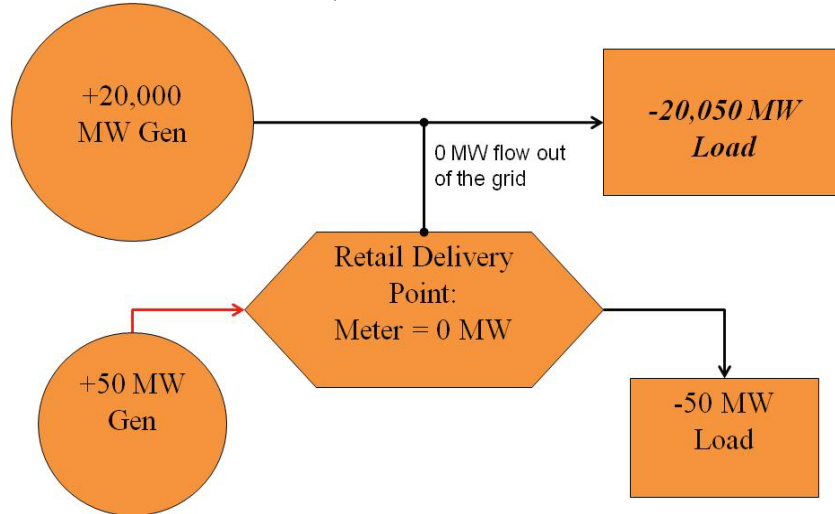 +20,000
MW Gen
-20,050 MW
Load
0 MW flow out
of the grid
Retail Delivery
Point:
Meter = 0 MW
+50 MW
Gen
-50 MW
Load